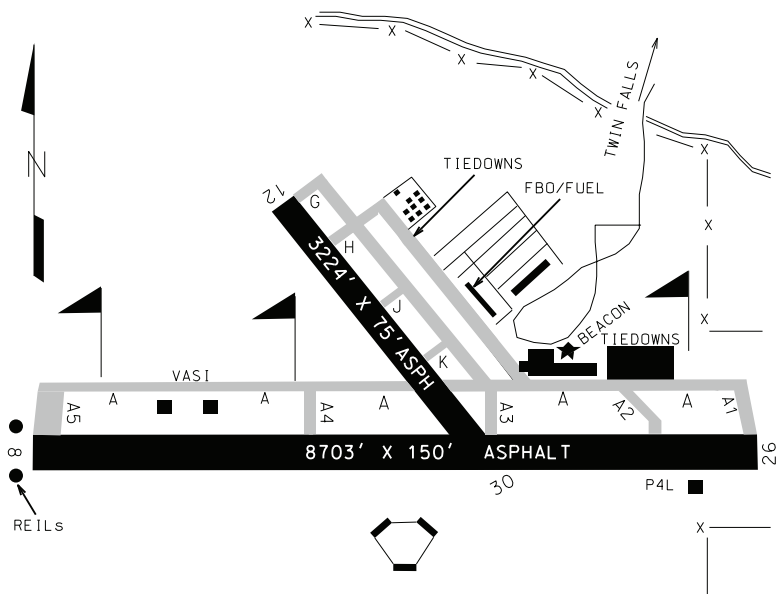 X
X
X
X
X
X
TWIN FALLS
N
TIEDOWNS
FBO/FUEL
12
G
H
3224' X 75' ASPH
J
K
X
X
BEACON
TIEDOWNS
VASI
A5
A
A
A4
A
A3
A
A2
A
A1
8
8703' X 150' ASPHALT
26
30
P4L
REILs
X